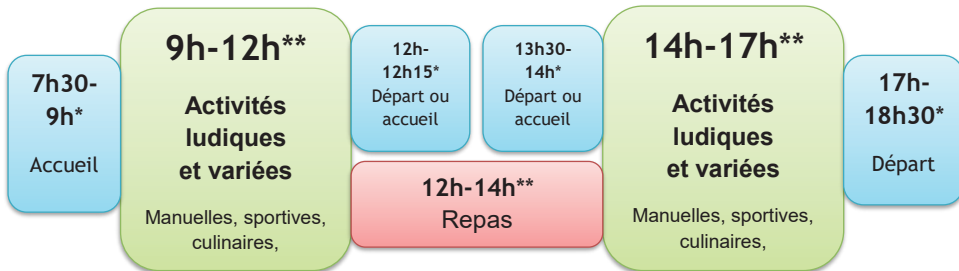 7h30-
9h*
Accueil
9h-12h**
Activités
ludiques
et variées
Manuelles, sportives,
culinaires,
12h-
12h15*
Départ ou
accueil
13h30-
14h*
Départ ou
accueil
12h-14h**
Repas
14h-17h**
Activités
ludiques
et variées
Manuelles, sportives,
culinaires,
17h-
18h30*
Départ